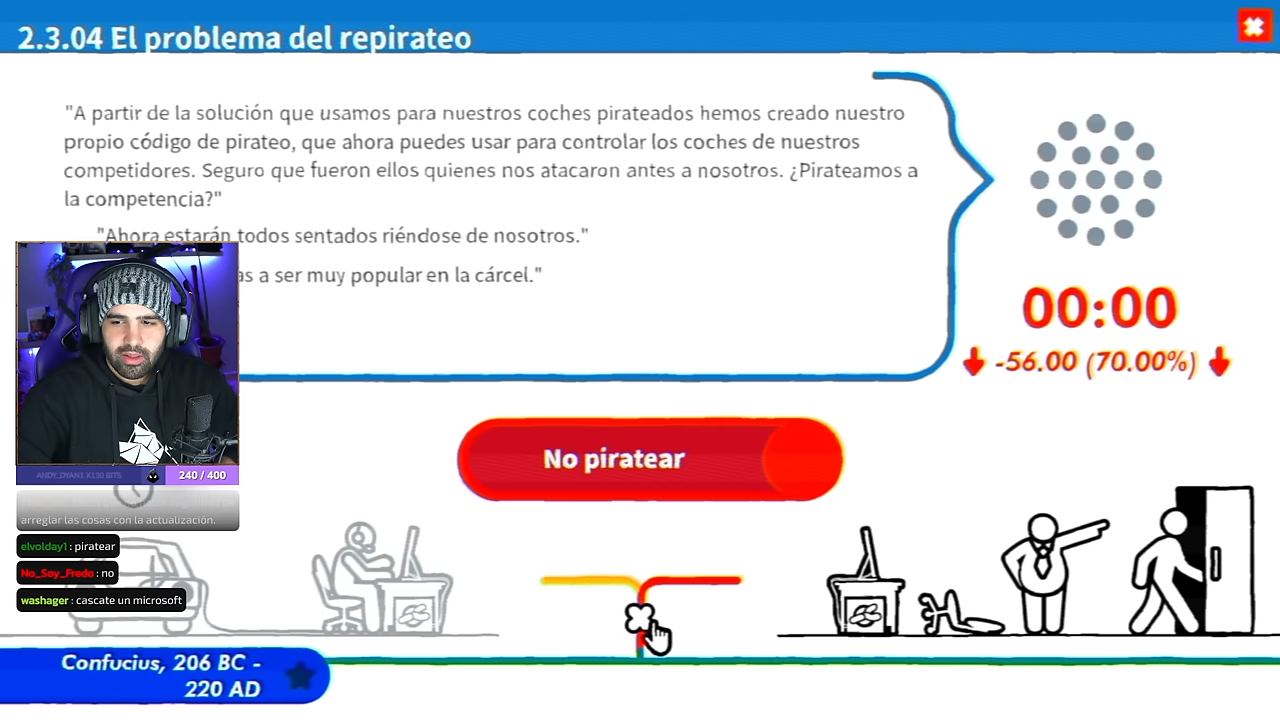 2.3.04 El problema del repirateo
"A partir de la solución que usamos para nuestros coches pirateados hemos creado nuestro
propio código de pirateo, que ahora puedes usar para controlar los coches de nuestros
competidores. Seguro que fueron ellos quienes nos atacaron antes a nosotros. ¿Pirateamos a
la competencia?"
"Ahora estarán todos sentados riéndose de nosotros."
a ser muy popular en la cárcel."
00:00
-56.00 (70.00%)
No piratear
ANDY_DYAN1 X130 BITS
240 / 400
arreglar las cosas con la actualización.
elvolday1 : piratear
No_Soy_Fredo : no
washager : cascate un microsoft
Confucius, 206 BC -
220 AD